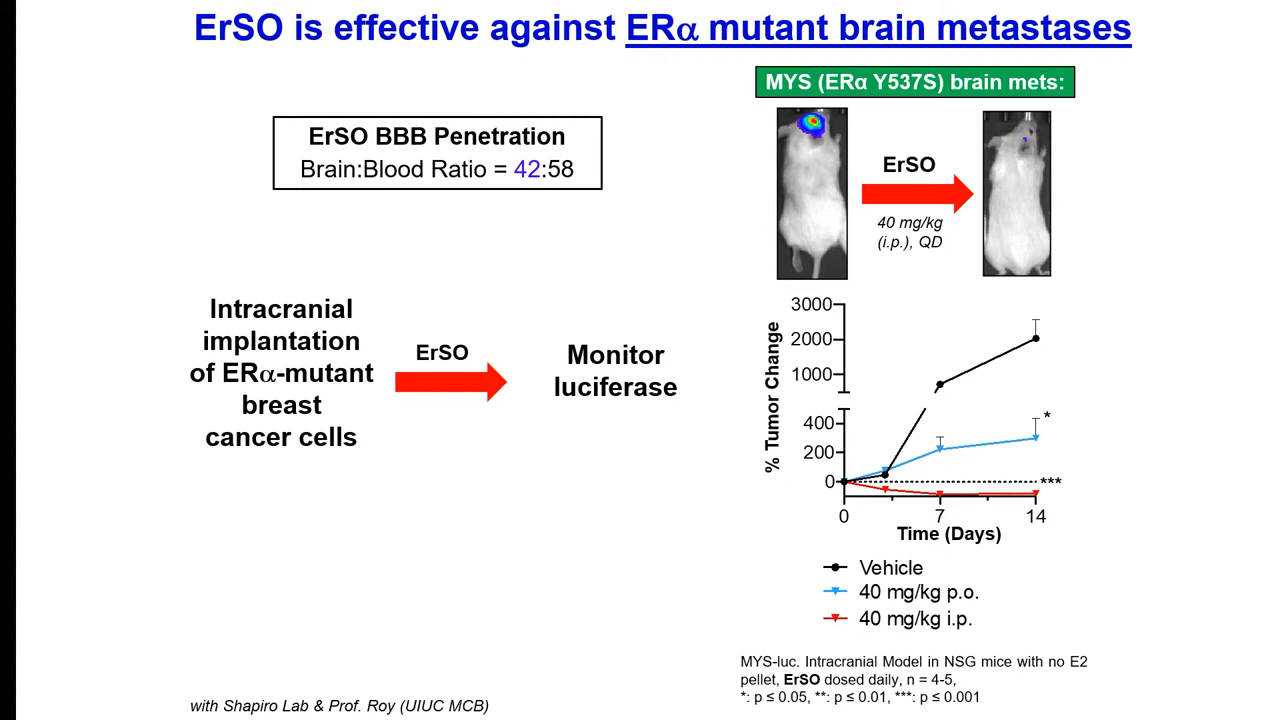 ErSO is effective against ERα mutant brain metastases
ErSO BBB Penetration
Brain:Blood Ratio = 42:58
Intracranial
implantation
of ERα-mutant
breast
cancer cells
ErSO
Monitor
luciferase
MYS (ERα Y537S) brain mets:
ErSO
40 mg/kg
(i.p.), QD
% Tumor Change
3000
2000
1000
400
200
0
*
***
0 7 14
Time (Days)
Vehicle
40 mg/kg p.o.
40 mg/kg i.p.
MYS-luc. Intracranial Model in NSG mice with no E2
pellet, ErSO dosed daily, n = 4-5,
*: p ≤ 0.05, **: p ≤ 0.01, ***: p ≤ 0.001
with Shapiro Lab & Prof. Roy (UIUC MCB)